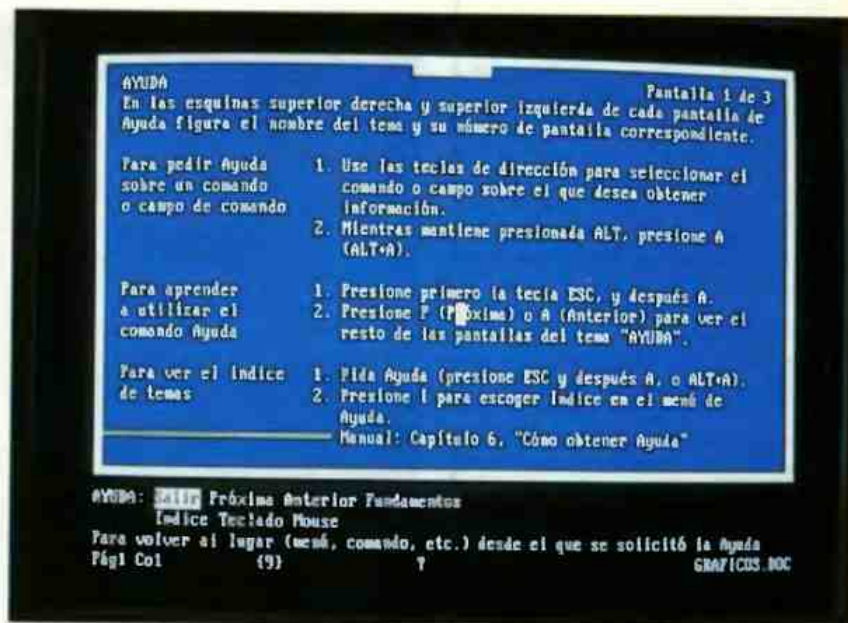 AYUDA Pantalla 1 de 3
En las esquinas superior derecha y superior izquierda de cada pantalla de
Ayuda figura el nombre del tema y su número de pantalla correspondiente.
Para pedir Ayuda 1. Use las teclas de dirección para seleccionar el
sobre un comando comando o campo sobre el que desea obtener
o campo de comando información.
2. Mientras mantiene presionada ALT, presione A
(ALT+A).
Para aprender 1. Presione primero la tecla ESC, y después A.
a utilizar el 2. Presione P (Próxima) o A (Anterior) para ver el
comando Ayuda resto de las pantallas del tema "AYUDA".
Para ver el índice 1. Pida Ayuda (presione ESC y después A, o ALT+A).
de temas 2. Presione I para escoger Indice en el menú de
Ayuda.
Manual: Capítulo 6, "Cómo obtener Ayuda"
AYUDA: Salir Próxima Anterior Fundamentos
Indice Teclado Mouse
Para volver al lugar (menú, comando, etc.) desde el que se solicitó la Ayuda
Pág1 Co1 {9} ? GRAFICOS.DOC